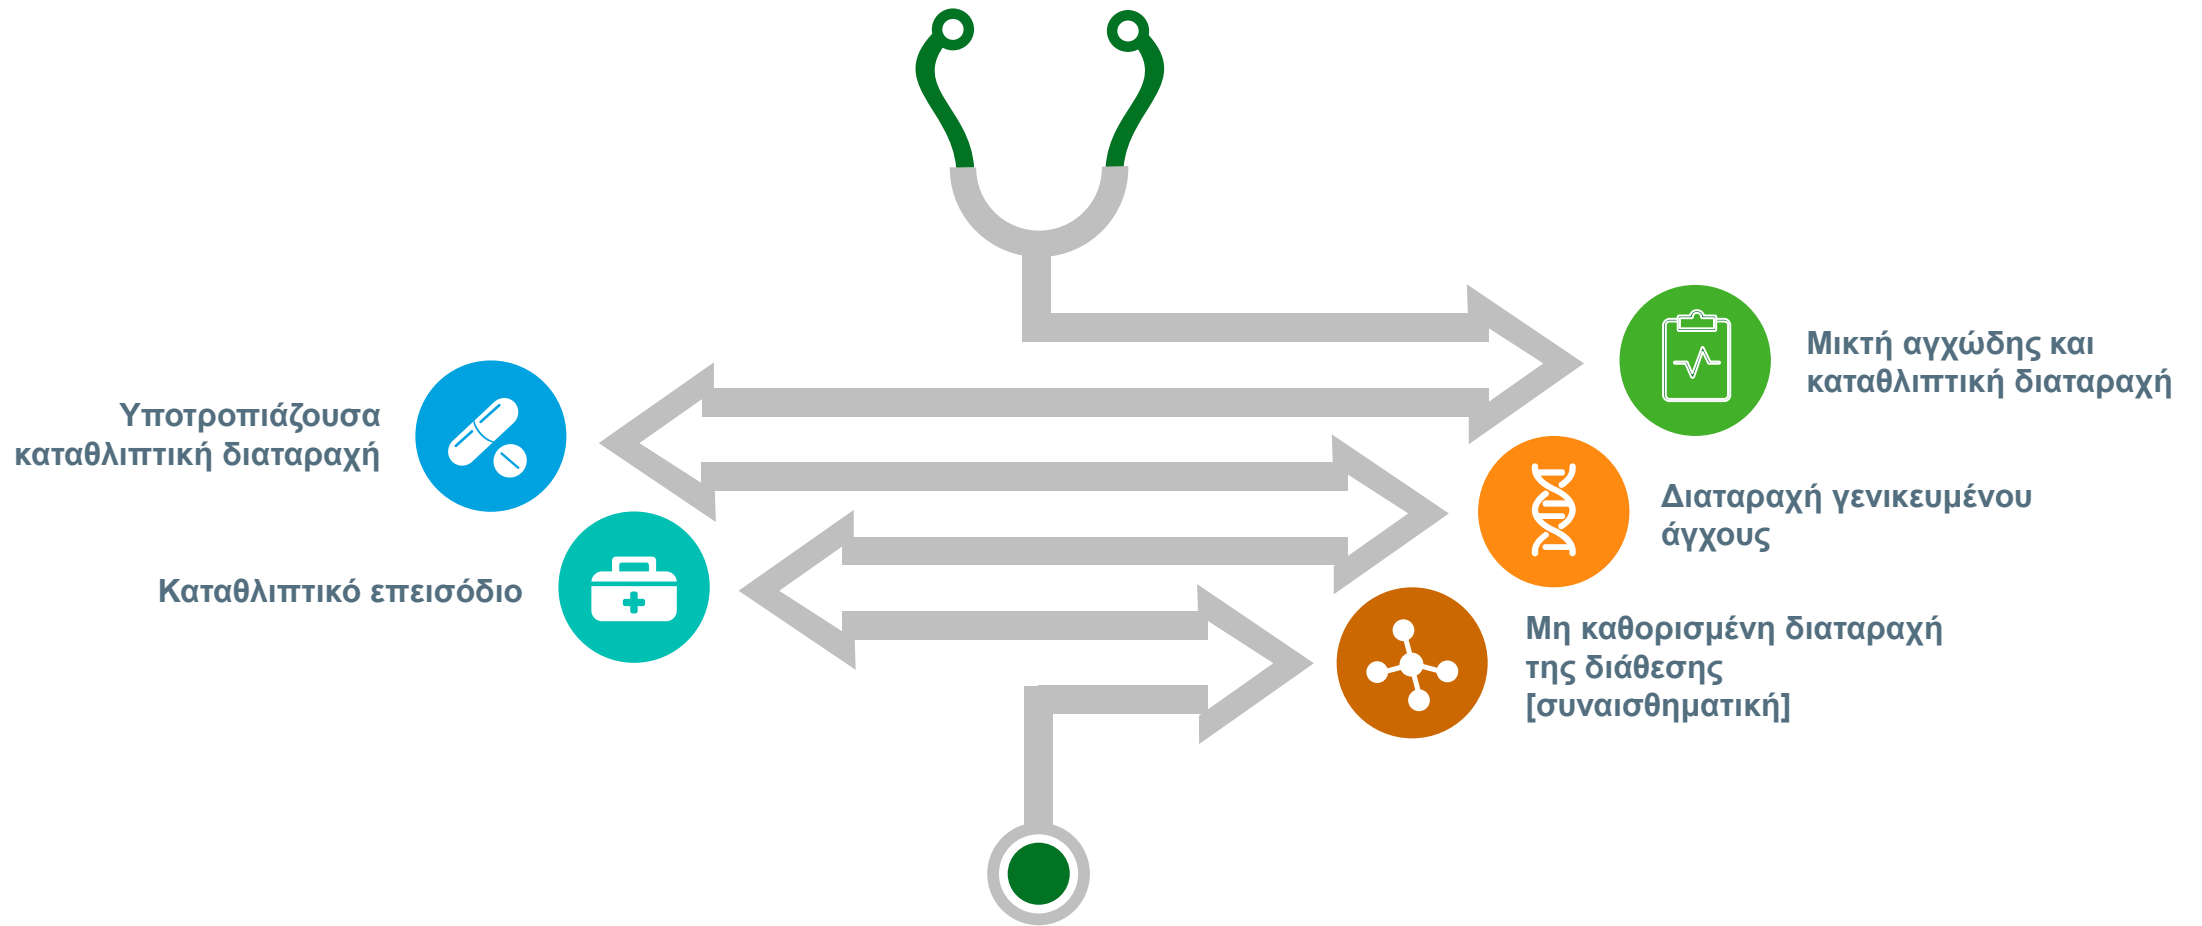 Μικτή αγχώδης και
καταθλιπτική διαταραχή
Υποτροπιάζουσα
καταθλιπτική διαταραχή
Διαταραχή γενικευμένου
άγχους
Καταθλιπτικό επεισόδιο
Μη καθορισμένη διαταραχή
της διάθεσης
[συναισθηματική]